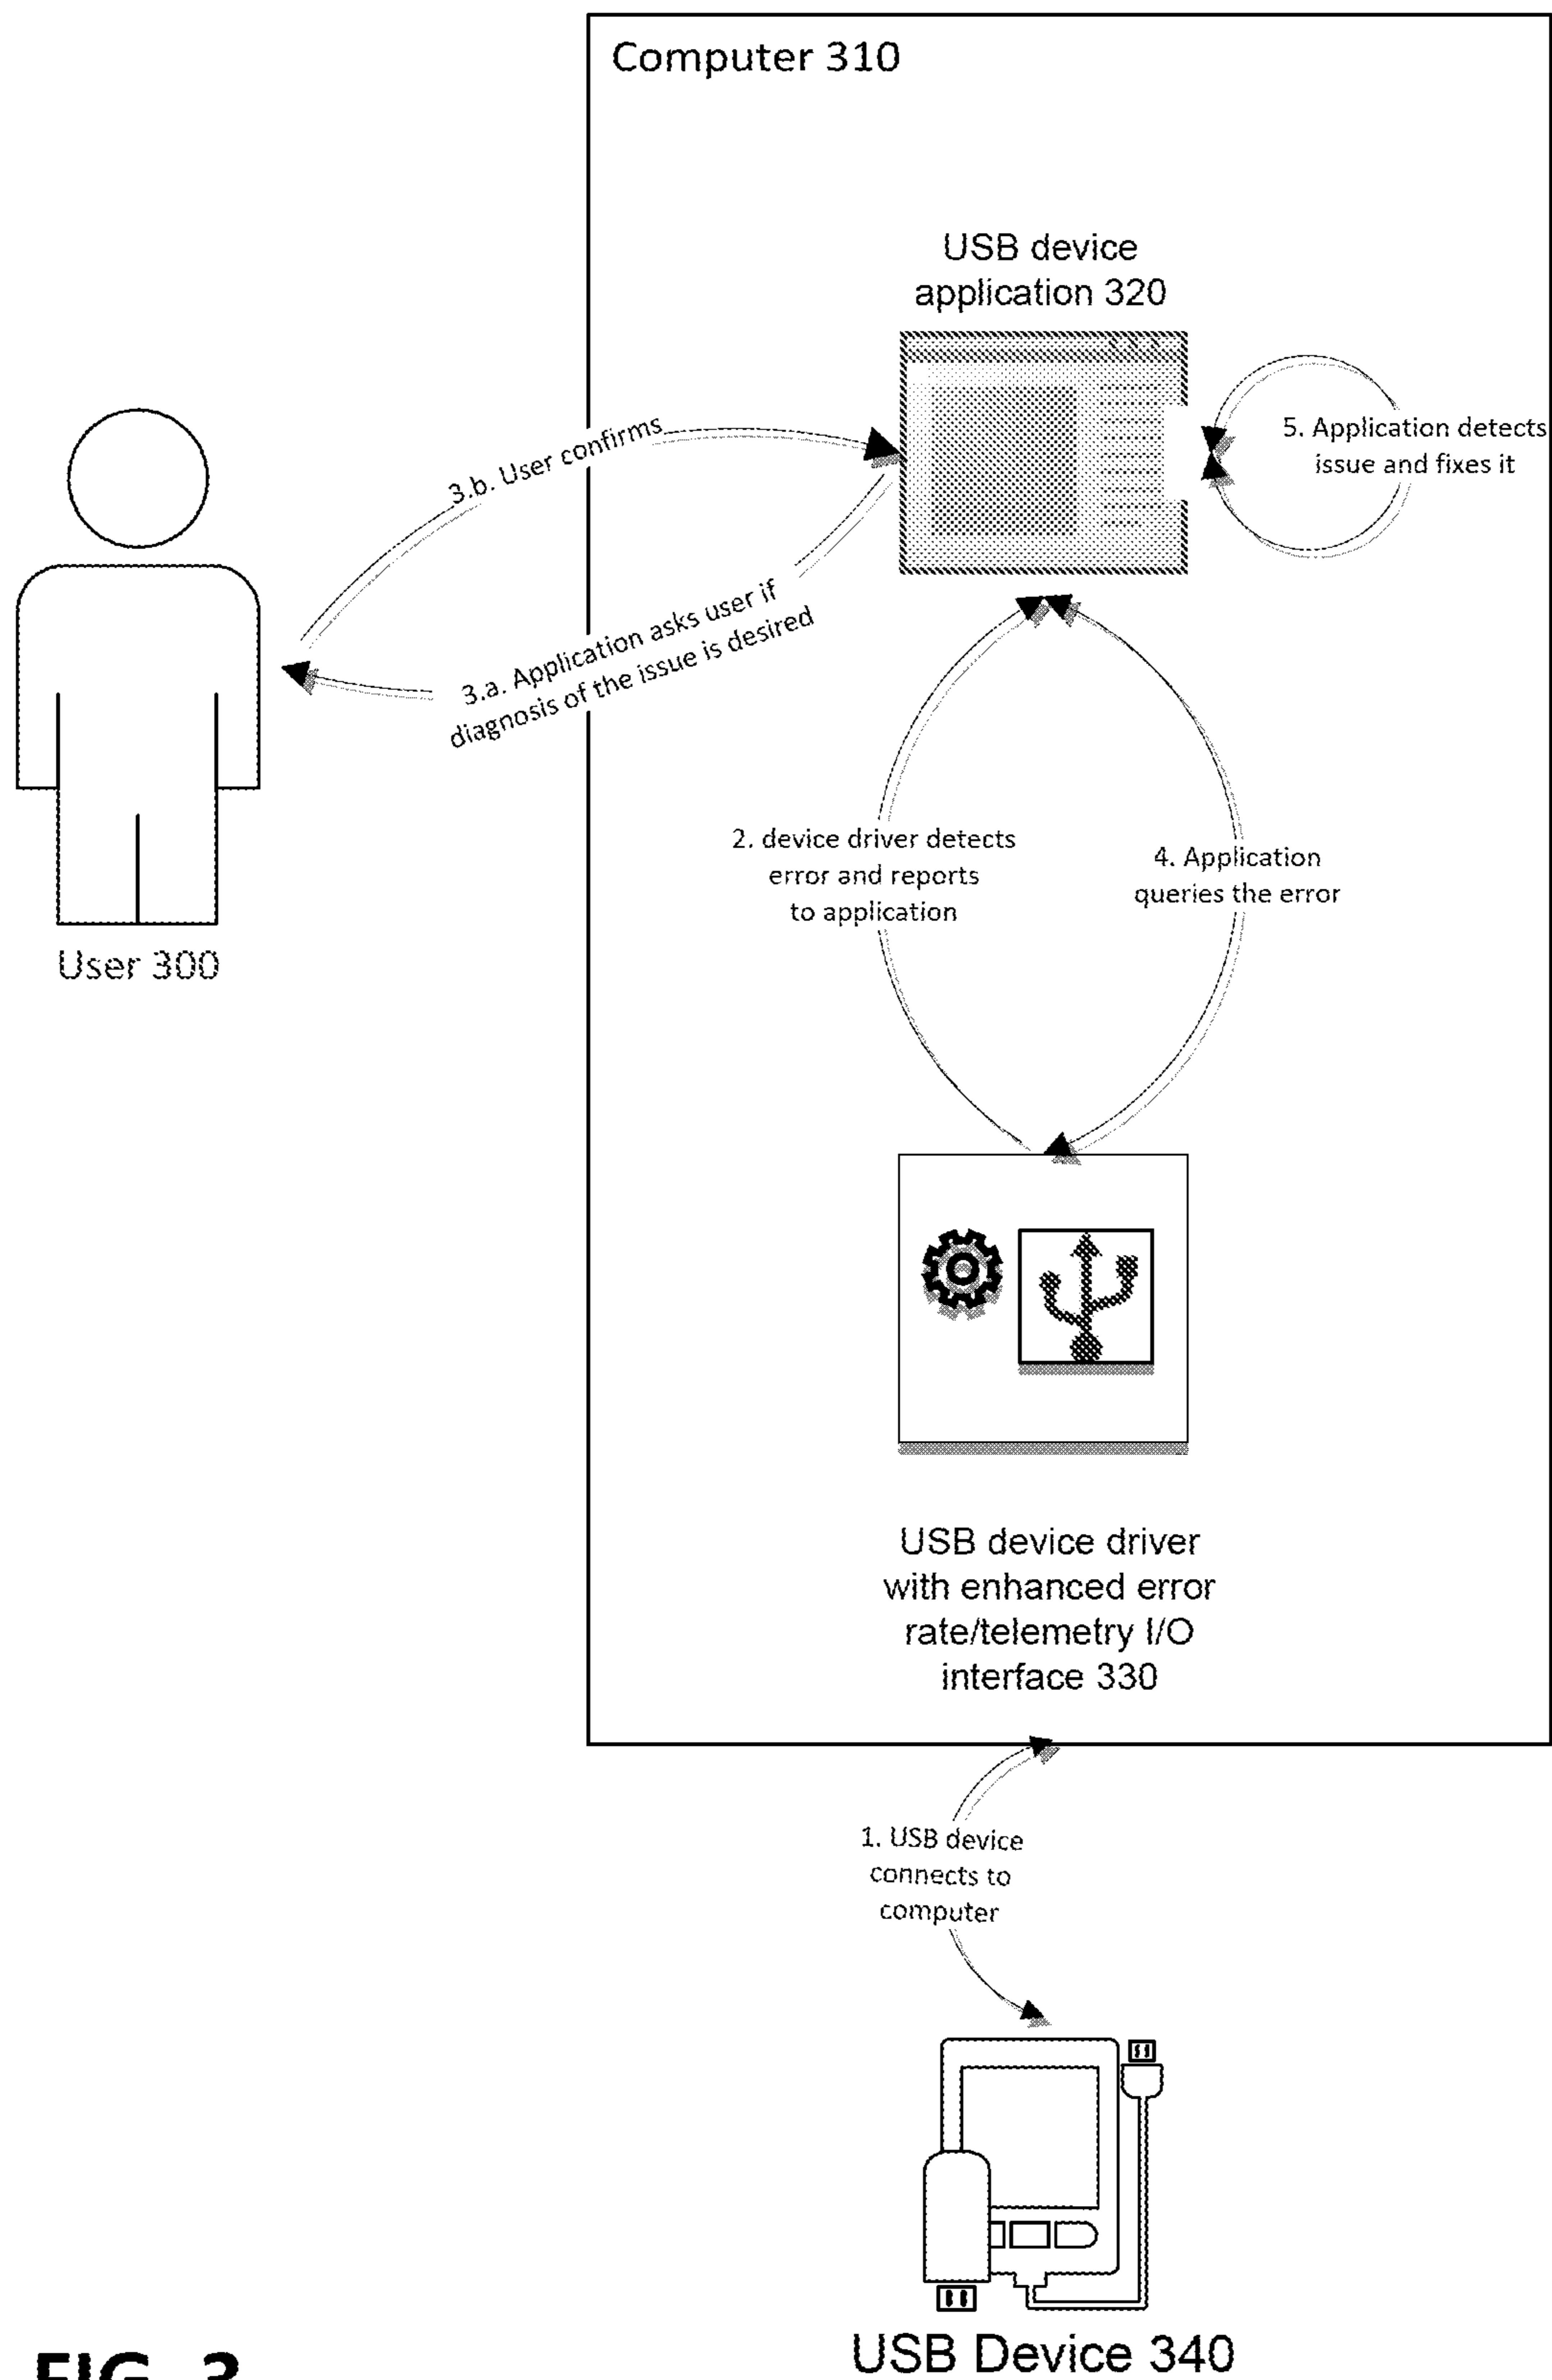 Computer 310
USB device
application 320
3.b. User confirms
5. Application detects
issue and fixes it
3.a. Application asks user if
diagnosis of the issue is desired
2. device driver detects
error and reports
to application
4. Application
queries the error
User 300
USB device driver
with enhanced error
rate/telemetry I/O
interface 330
1. USB device
connects to
computer
USB Device 340
FIG. 3